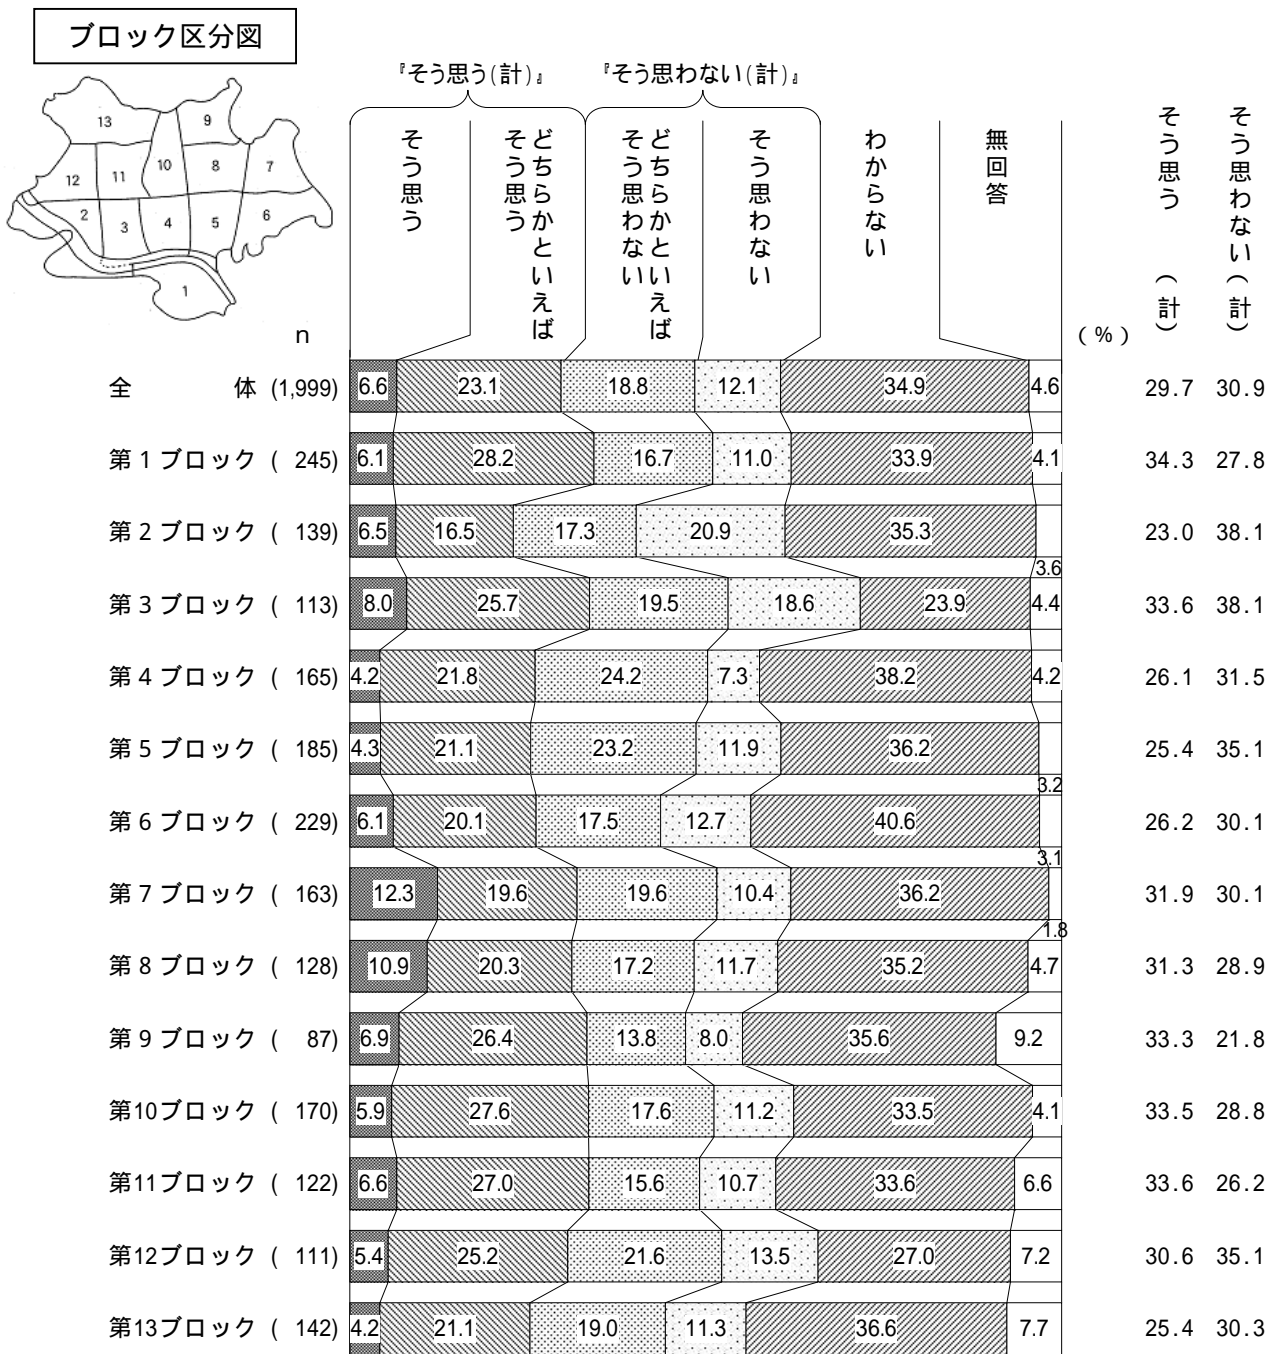 ブロック区分図
『そう思う(計)』 『そう思わない(計)』
13 9
12 11 10 8 7
2 3 4 5 6
1
そう思う
どちらかといえば
そう思う
どちらかといえば
そう思わない
そう思わない
わからない
無回答
そう思う（計）
そう思わない（計）
n
(%)
全体 (1,999) 6.6 23.1 18.8 12.1 34.9 4.6 29.7 30.9
第1ブロック ( 245) 6.1 28.2 16.7 11.0 33.9 4.1 34.3 27.8
第2ブロック ( 139) 6.5 16.5 17.3 20.9 35.3 3.6 23.0 38.1
第3ブロック ( 113) 8.0 25.7 19.5 18.6 23.9 4.4 33.6 38.1
第4ブロック ( 165) 4.2 21.8 24.2 7.3 38.2 4.2 26.1 31.5
第5ブロック ( 185) 4.3 21.1 23.2 11.9 36.2 3.2 25.4 35.1
第6ブロック ( 229) 6.1 20.1 17.5 12.7 40.6 3.1 26.2 30.1
第7ブロック ( 163) 12.3 19.6 19.6 10.4 36.2 1.8 31.9 30.1
第8ブロック ( 128) 10.9 20.3 17.2 11.7 35.2 4.7 31.3 28.9
第9ブロック ( 87) 6.9 26.4 13.8 8.0 35.6 9.2 33.3 21.8
第10ブロック ( 170) 5.9 27.6 17.6 11.2 33.5 4.1 33.5 28.8
第11ブロック ( 122) 6.6 27.0 15.6 10.7 33.6 6.6 33.6 26.2
第12ブロック ( 111) 5.4 25.2 21.6 13.5 27.0 7.2 30.6 35.1
第13ブロック ( 142) 4.2 21.1 19.0 11.3 36.6 7.7 25.4 30.3